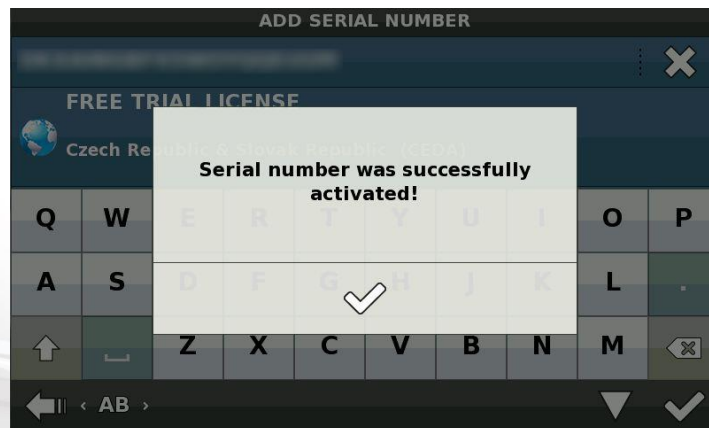 ADD SERIAL NUMBER
FREE TRIAL LICENSE
Czech Republic & Slovak Republic (CEDA)
Serial number was successfully
activated!
Q W E R T Y U I O P
A S D F G H J K L .
Z X C V B N M
‹ AB ›